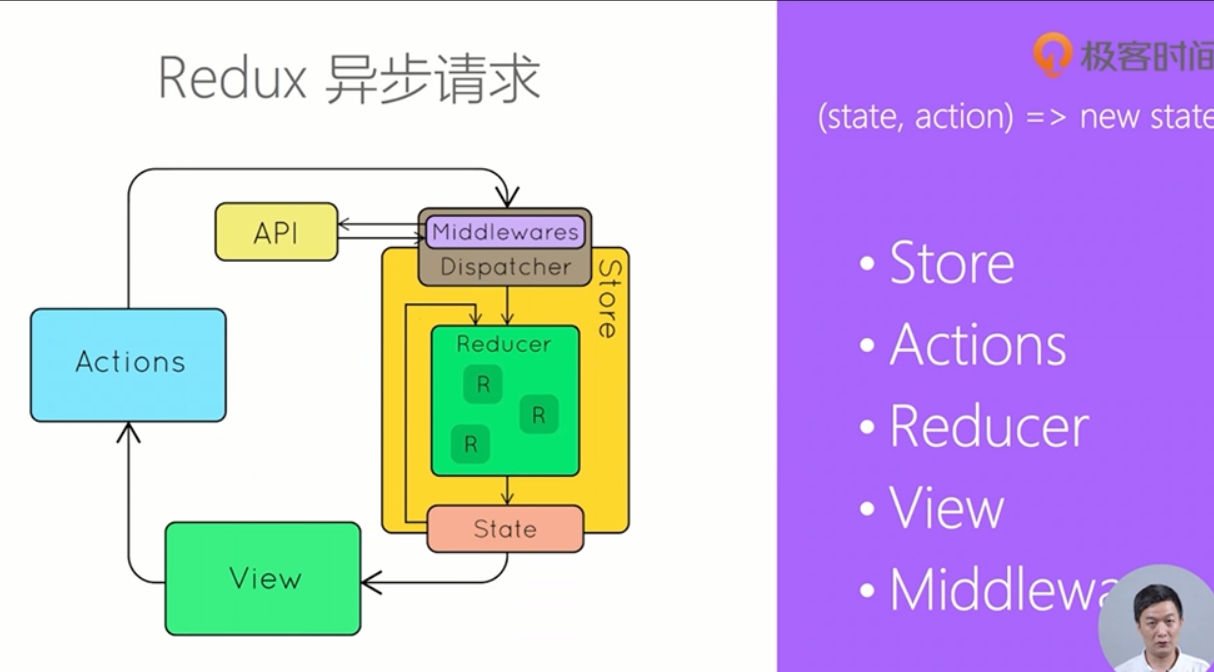 Redux 异步请求
极客时间
(state, action) => new state
API
Middlewares
Dispatcher
Store
Reducer
R
R
R
Actions
State
View
• Store
• Actions
• Reducer
• View
• Middlewa